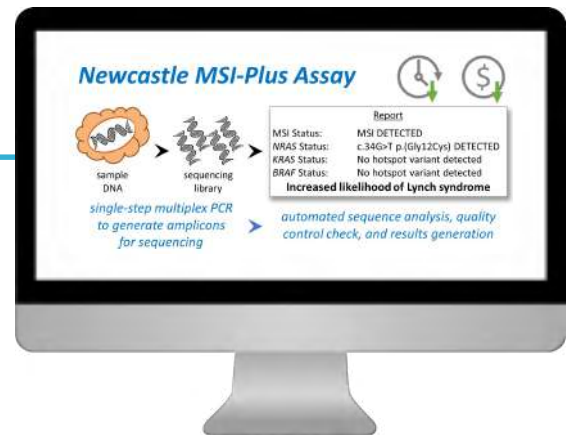 Newcastle MSI-Plus Assay
$
Report
MSI Status: MSI DETECTED
NRAS Status: c.34G>T p.(Gly12Cys) DETECTED
KRAS Status: No hotspot variant detected
BRAF Status: No hotspot variant detected
Increased likelihood of Lynch syndrome
sample
DNA
sequencing
library
single-step multiplex PCR
to generate amplicons
for sequencing
automated sequence analysis, quality
control check, and results generation